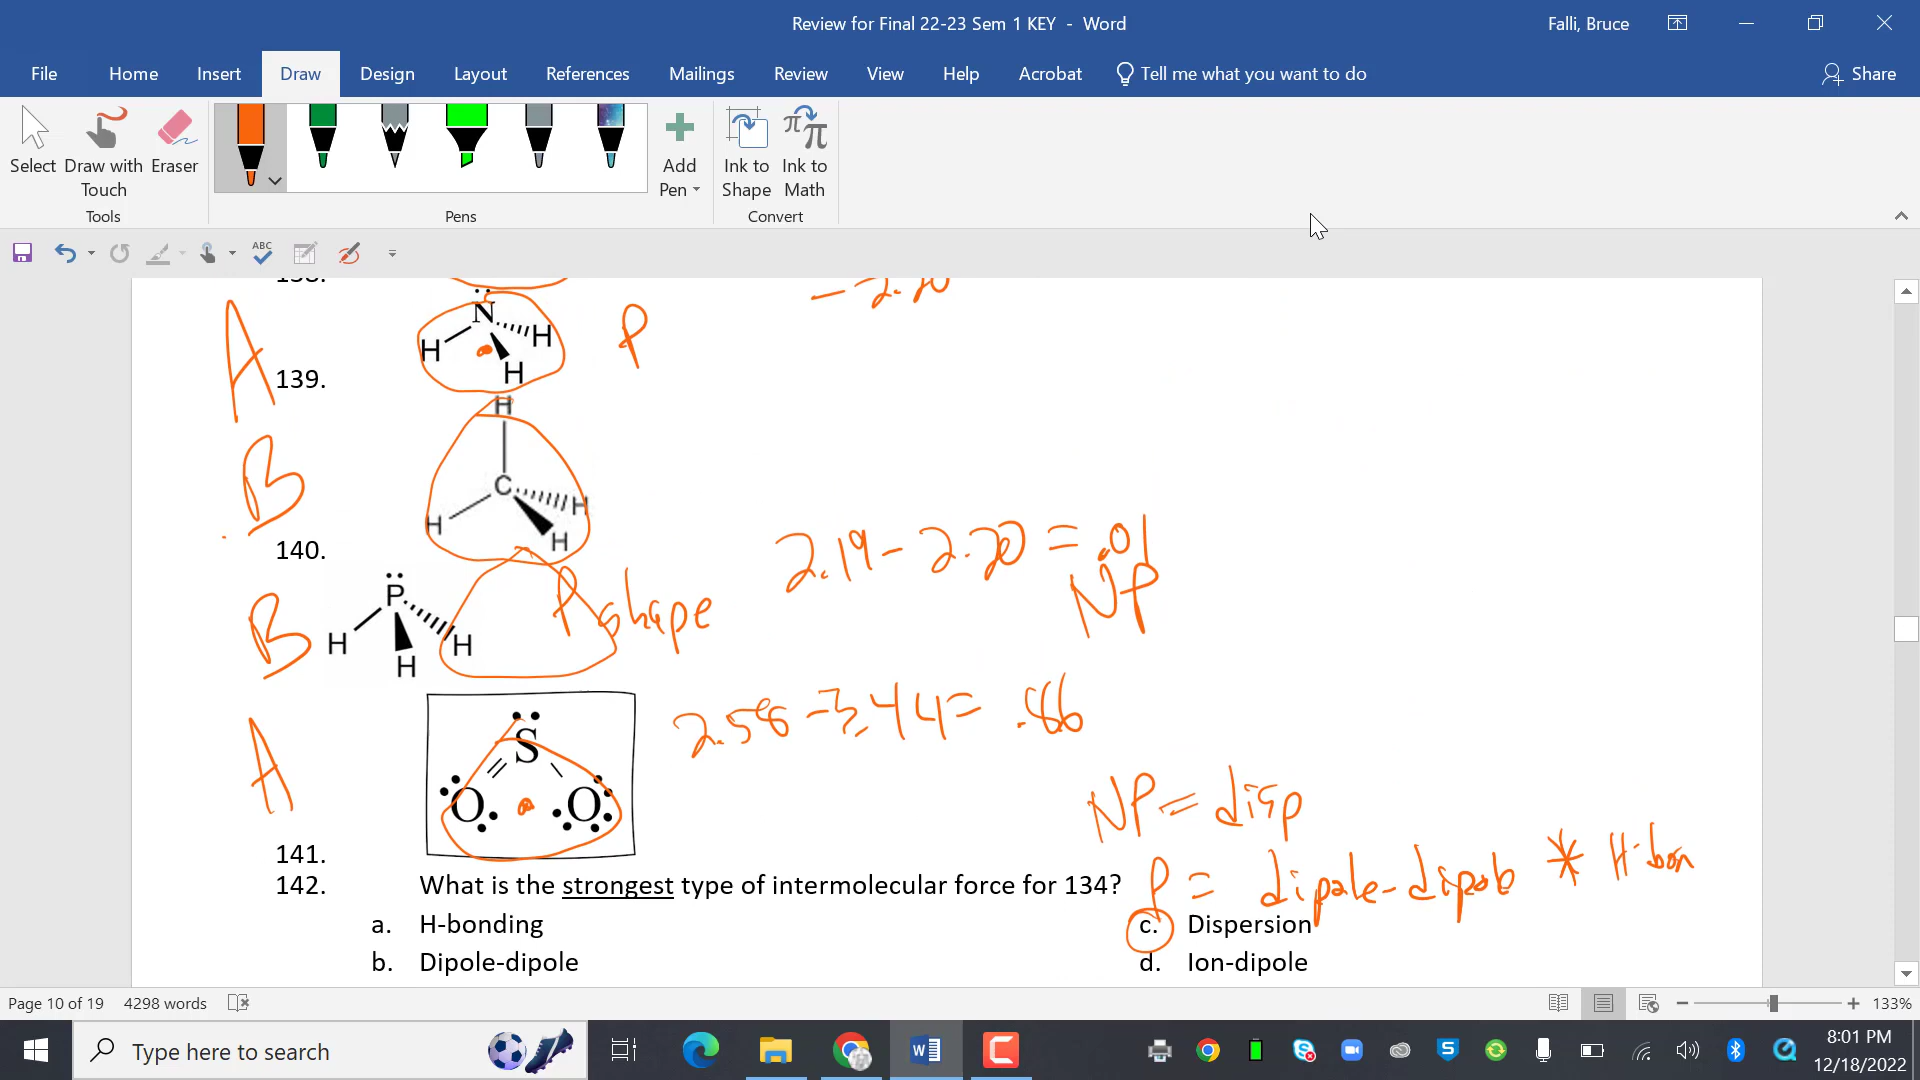 Review for Final 22-23 Sem 1 KEY - Word
Falli, Bruce
File Home Insert Draw Design Layout References Mailings Review View Help Acrobat Tell me what you want to do Share
Select Draw with Touch Eraser Add Pen Ink to Shape Ink to Math
Tools Pens Convert
ABC
138.
- 2.20
N
H H
H
P
A
139.
H
C
H H
H
B
140.
2.19 - 2.20 = .01
NP
P
H H
H
P shape
B
S
O O
2.58 - 3.44 = .86
A
141.
NP = disp
P = dipole-dipole * H-bon
142. What is the strongest type of intermolecular force for 134?
a. H-bonding
c. Dispersion
b. Dipole-dipole
d. Ion-dipole
Page 10 of 19 4298 words 133%
Type here to search
8:01 PM
12/18/2022